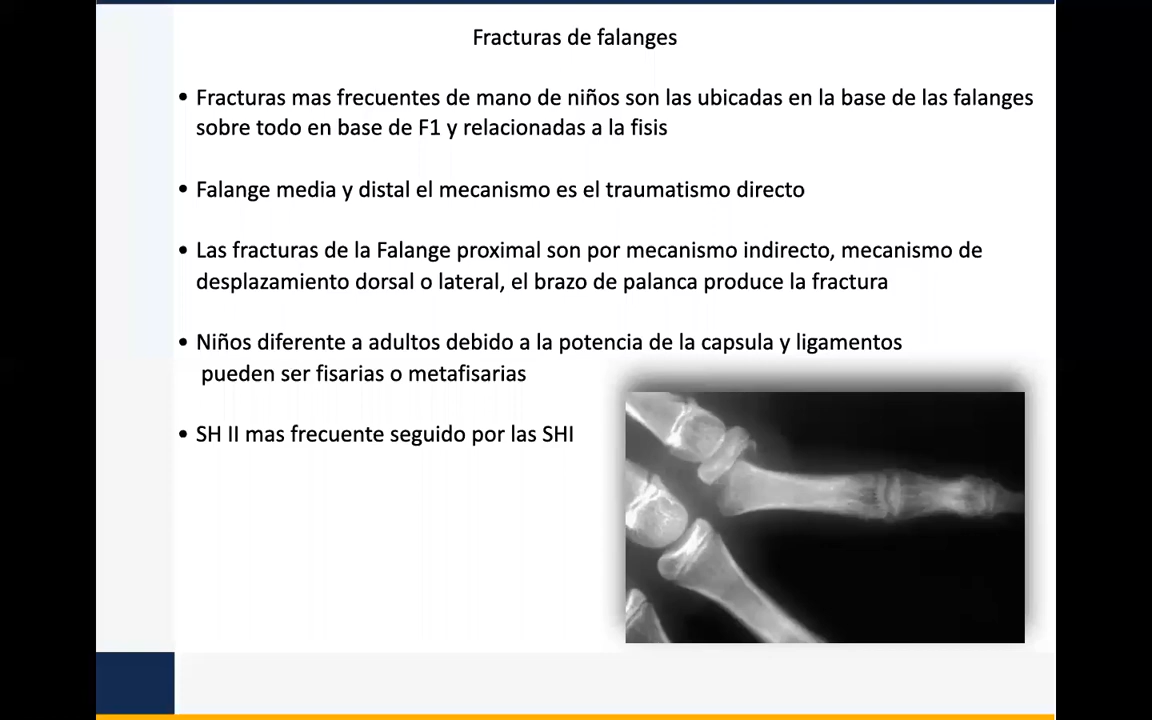 Fracturas de falanges
• Fracturas mas frecuentes de mano de niños son las ubicadas en la base de las falanges
sobre todo en base de F1 y relacionadas a la fisis
• Falange media y distal el mecanismo es el traumatismo directo
• Las fracturas de la Falange proximal son por mecanismo indirecto, mecanismo de
desplazamiento dorsal o lateral, el brazo de palanca produce la fractura
• Niños diferente a adultos debido a la potencia de la capsula y ligamentos
pueden ser fisarias o metafisarias
• SH II mas frecuente seguido por las SHI